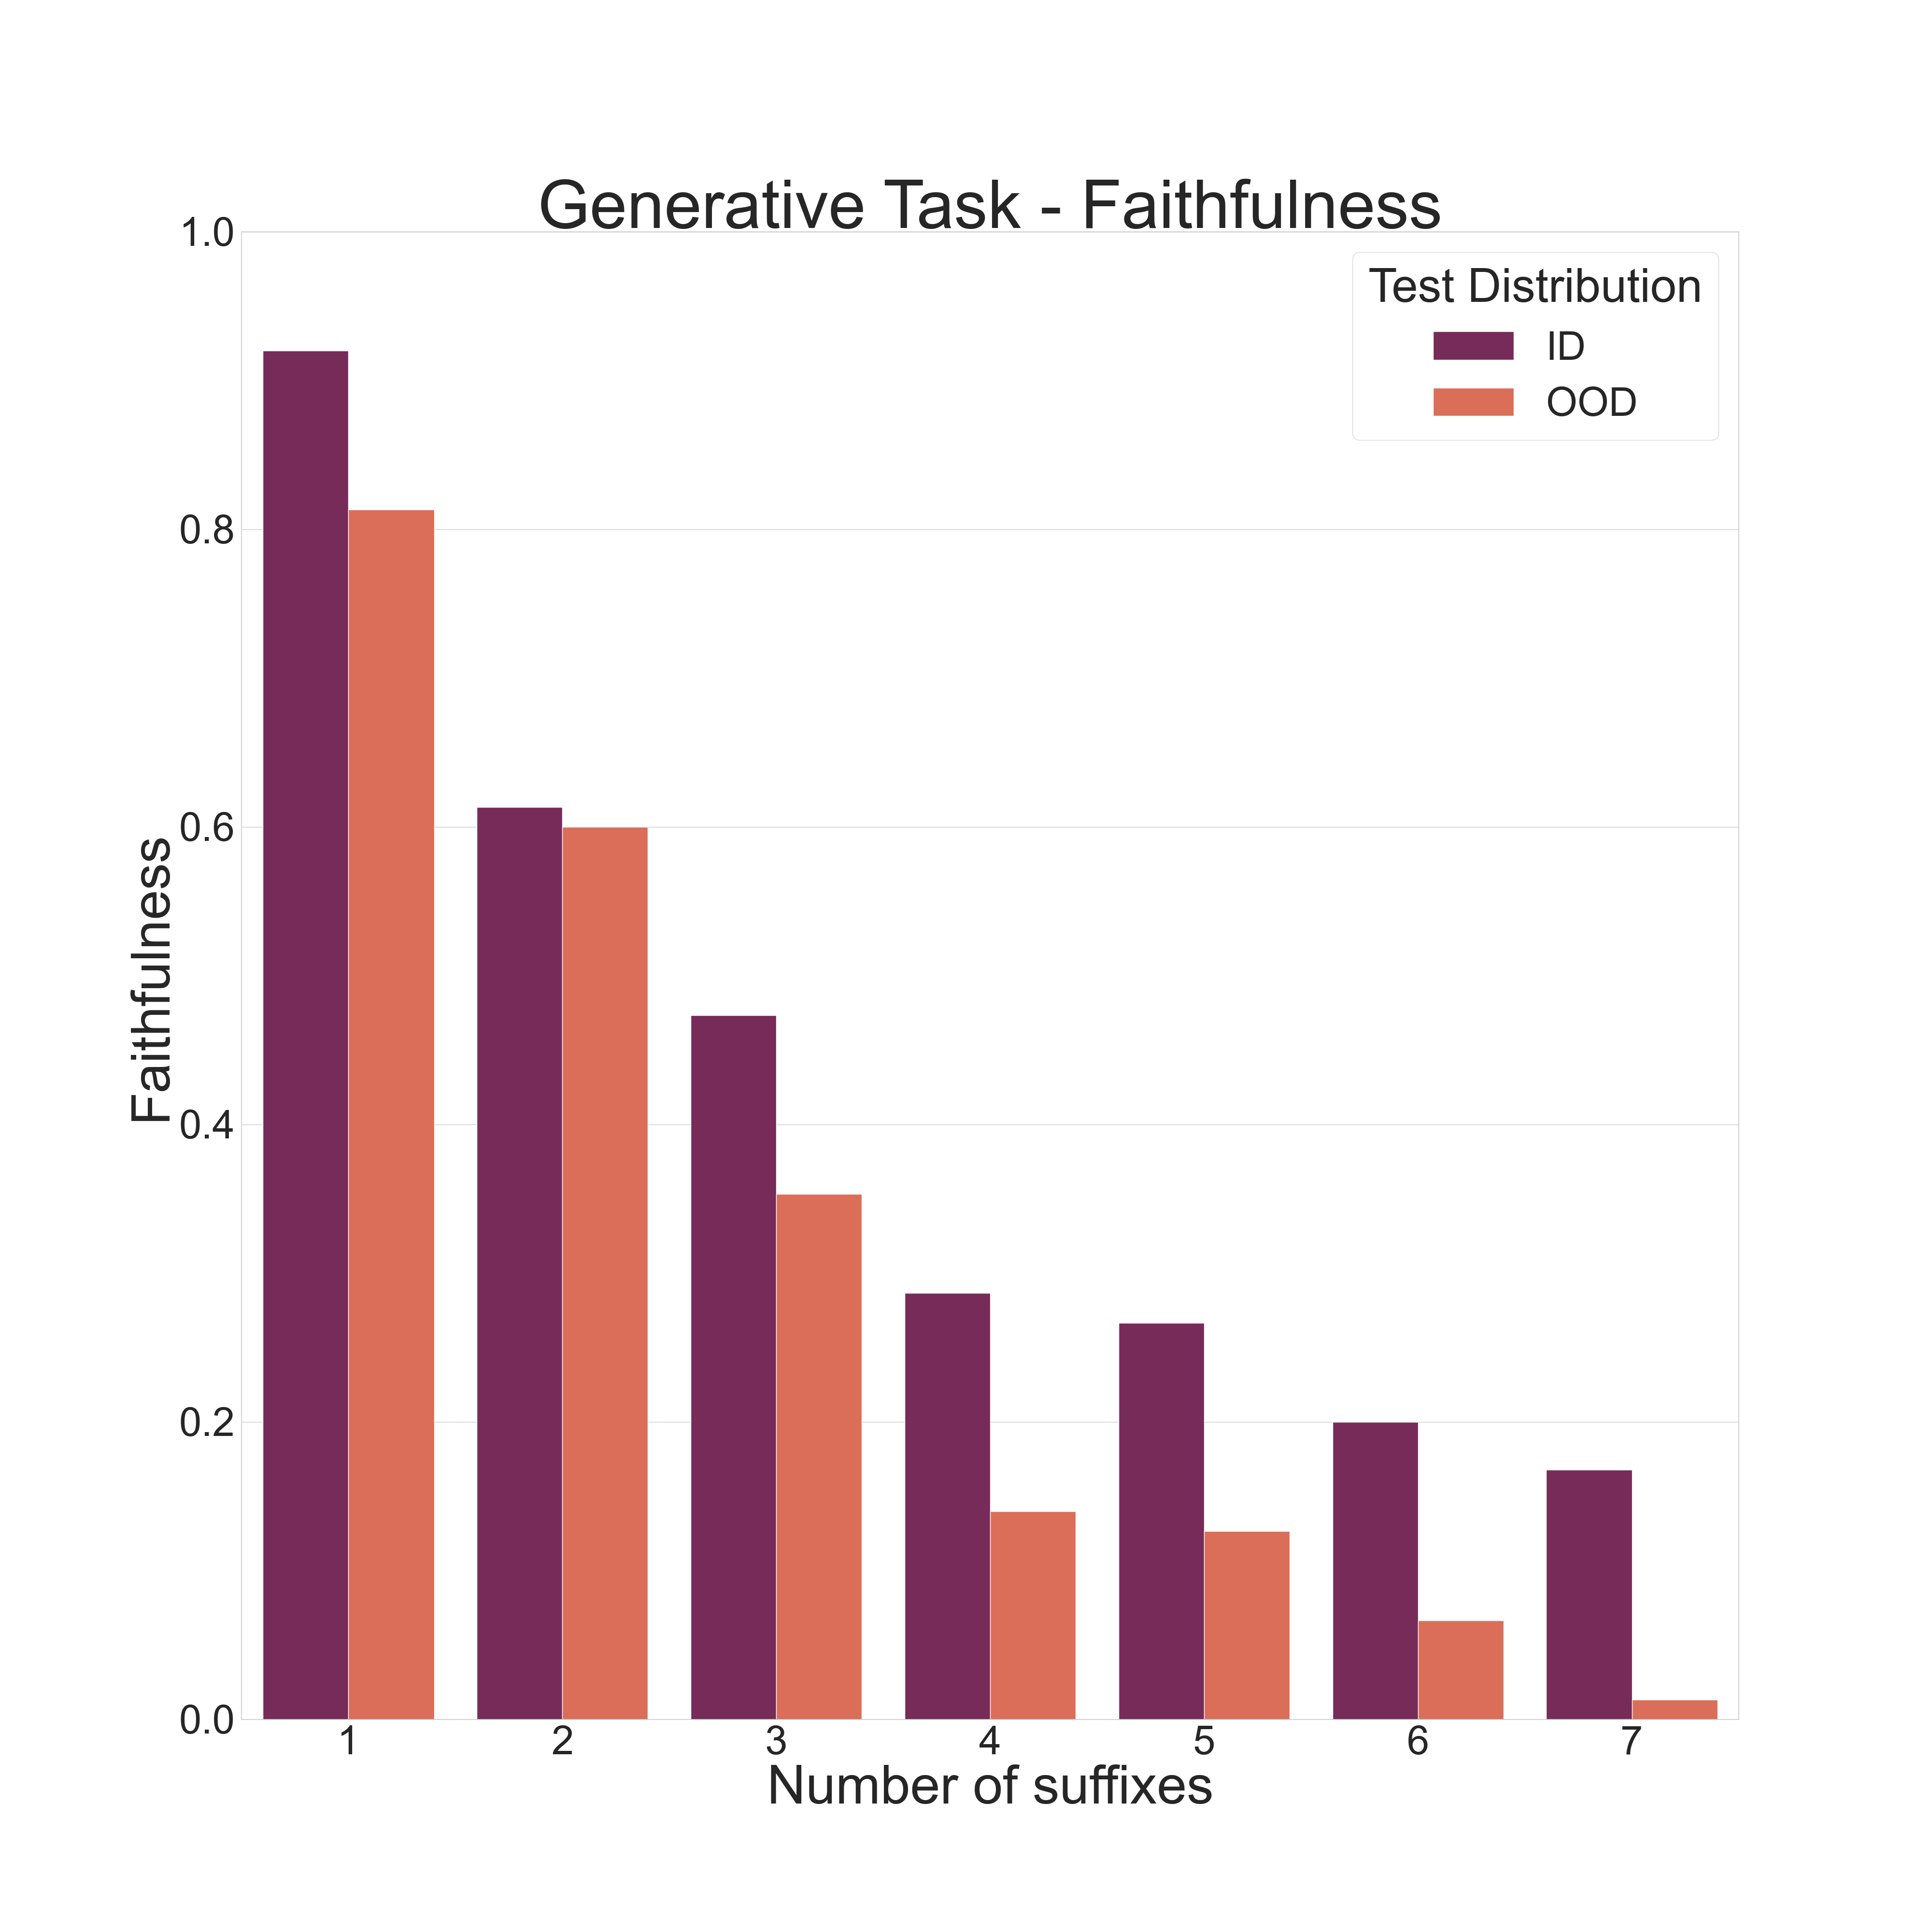 Generative Task - Faithfulness
Test Distribution
ID
OOD
Faithfulness
1.0
0.8
0.6
0.4
0.2
0.0
1 2 3 4 5 6 7
Number of suffixes